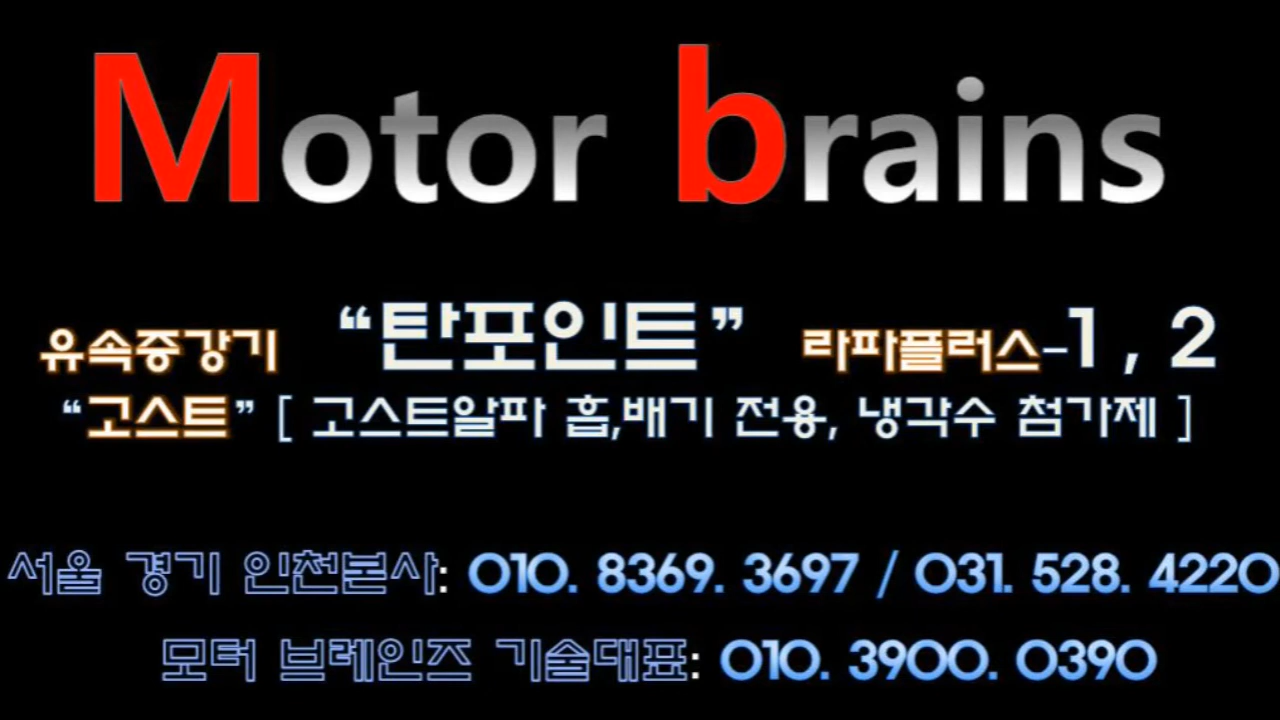 Motor brains
유속증강기 “탄포인트” 라파플러스-1 , 2
“고스트” [ 고스트알파 흡,배기 전용, 냉각수 첨가제 ]
서울 경기 인천본사: 010. 8369. 3697 / 031. 528. 4220
모터 브레인즈 기술대표: 010. 3900. 0390